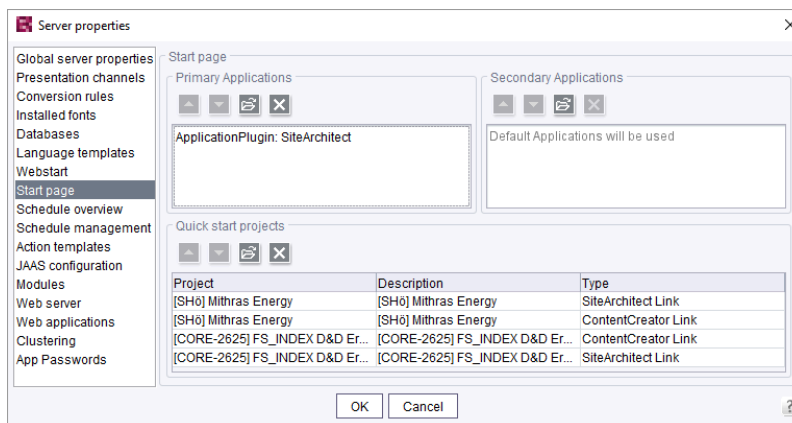 Server properties
Global server properties
Presentation channels
Conversion rules
Installed fonts
Databases
Language templates
Webstart
Start page
Schedule overview
Schedule management
Action templates
JAAS configuration
Modules
Web server
Web applications
Clustering
App Passwords
Start page
Primary Applications
ApplicationPlugin: SiteArchitect
Secondary Applications
Default Applications will be used
Quick start projects
Project Description Type
[SHö] Mithras Energy [SHö] Mithras Energy SiteArchitect Link
[SHö] Mithras Energy [SHö] Mithras Energy ContentCreator Link
[CORE-2625] FS_INDEX D&D Er... [CORE-2625] FS_INDEX D&D Er... ContentCreator Link
[CORE-2625] FS_INDEX D&D Er... [CORE-2625] FS_INDEX D&D Er... SiteArchitect Link
OK Cancel
?